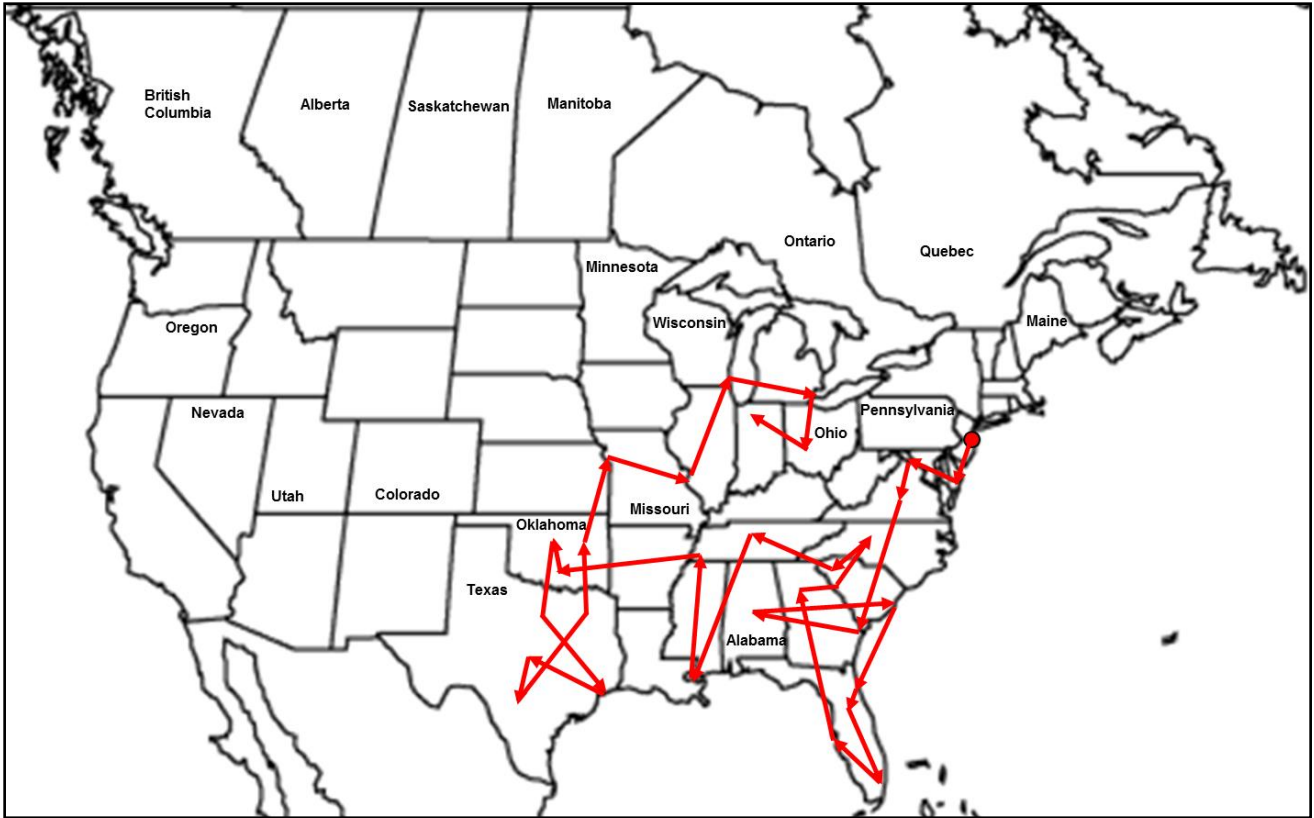 British
Columbia
Alberta
Saskatchewan
Manitoba
Ontario
Quebec
Minnesota
Wisconsin
Maine
Oregon
Nevada
Pennsylvania
Ohio
Utah
Colorado
Missouri
Oklahoma
Texas
Alabama